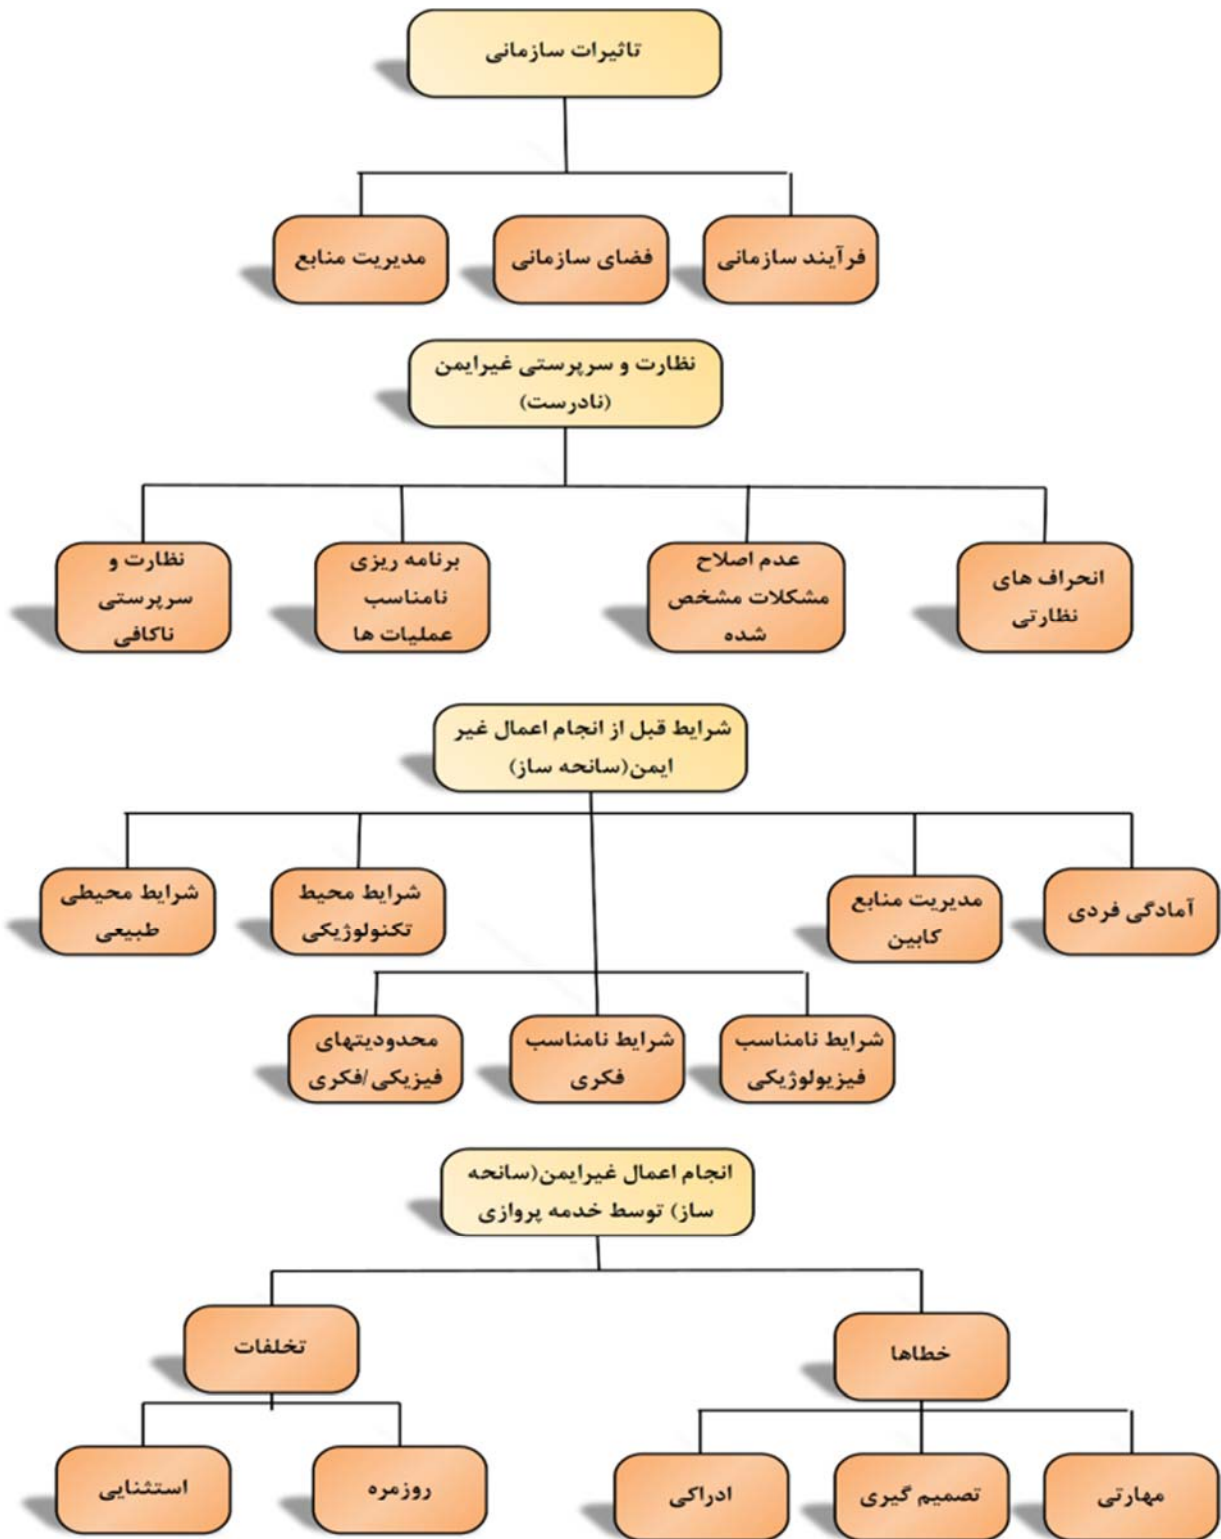 تاثیرات سازمانی
فرآیند سازمانی
فضای سازمانی
مدیریت منابع
نظارت و سرپرستی غیرایمن
(نادرست)
انحراف های
نظارتی
عدم اصلاح
مشکلات مشخص
شده
برنامه ریزی
نامناسب
عملیات ها
نظارت و
سرپرستی
ناکافی
شرایط قبل از انجام اعمال غیر
ایمن(سانحه ساز)
آمادگی فردی
مدیریت منابع
کابین
شرایط محیط
تکنولوژیکی
شرایط محیطی
طبیعی
شرایط نامناسب
فیزیولوژیکی
شرایط نامناسب
فکری
محدودیتهای
فیزیکی/فکری
انجام اعمال غیرایمن(سانحه
ساز) توسط خدمه پروازی
خطاها
تخلفات
مهارتی
تصمیم گیری
ادراکی
روزمره
استثنایی